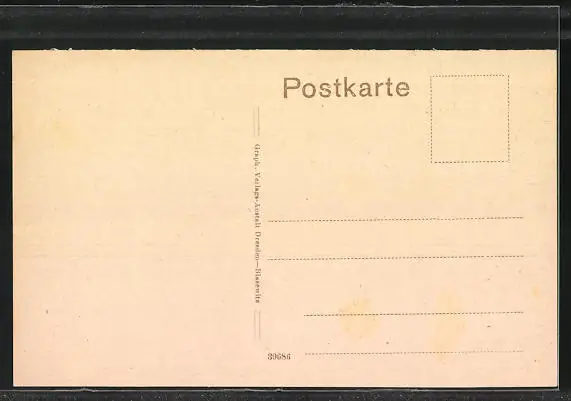 Postkarte
Graph. Verlags-Anstalt Dresden—Blasewitz
39686